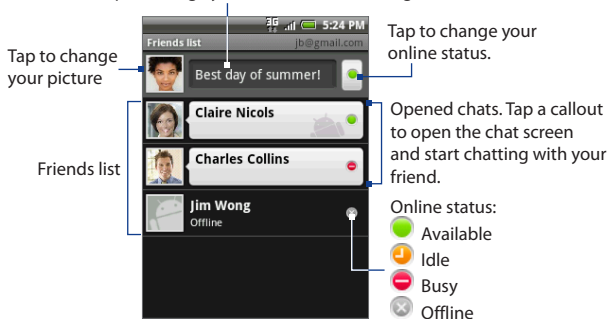 3G 5:24 PM
Friends list jb@gmail.com
Tap to change
your picture
Best day of summer!
Tap to change your
online status.
Claire Nicols
Charles Collins
Jim Wong
Offline
Friends list
Opened chats. Tap a callout
to open the chat screen
and start chatting with your
friend.
Online status:
Available
Idle
Busy
Offline